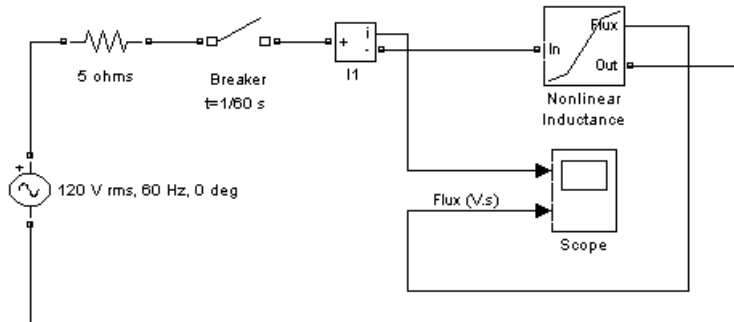 5 ohms
Breaker
t=1/60 s
+
i
-
I1
In
Flux
Out
Nonlinear
Inductance
+
120 V rms, 60 Hz, 0 deg
Flux (V.s)
Scope